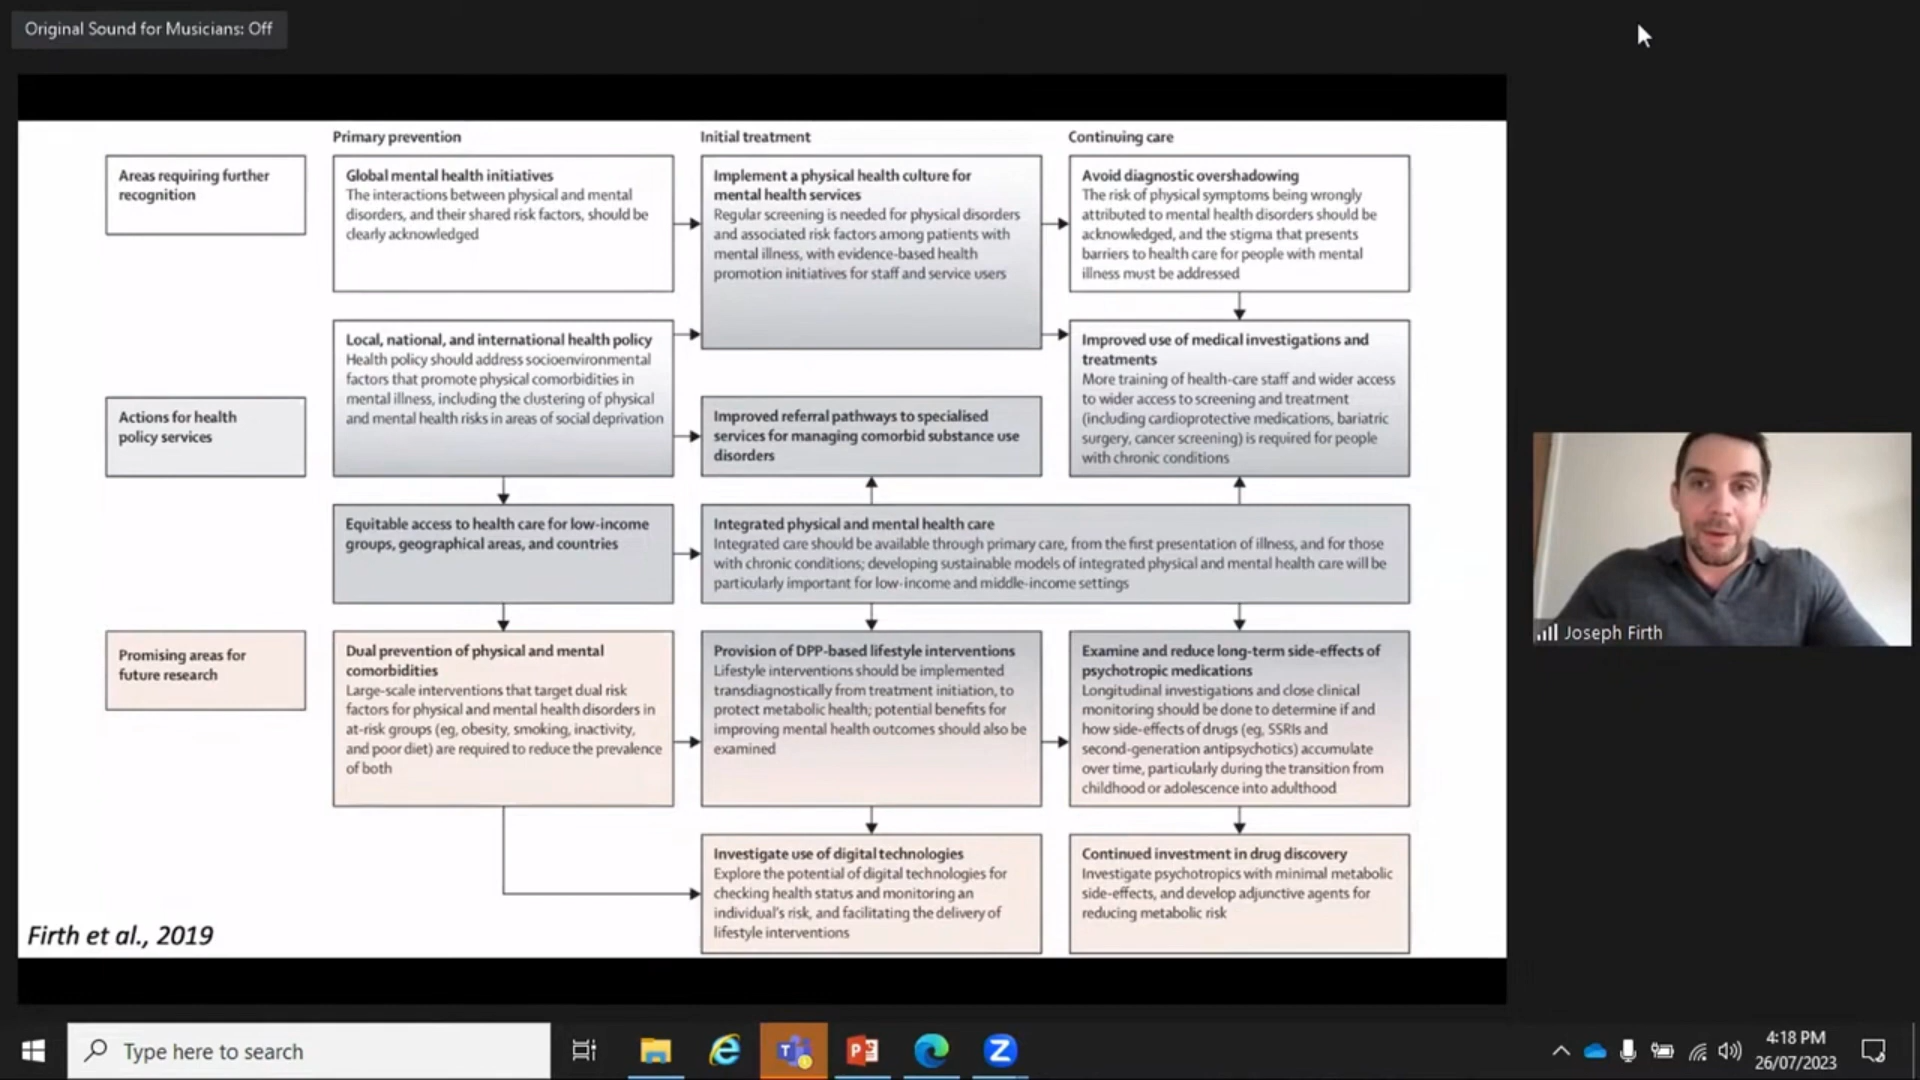 Original Sound for Musicians: Off
Primary prevention
Initial treatment
Continuing care
Areas requiring further
recognition
Global mental health initiatives
The interactions between physical and mental
disorders, and their shared risk factors, should be
clearly acknowledged
Implement a physical health culture for
mental health services
Regular screening is needed for physical disorders
and associated risk factors among patients with
mental illness, with evidence-based health
promotion initiatives for staff and service users
Avoid diagnostic overshadowing
The risk of physical symptoms being wrongly
attributed to mental health disorders should be
acknowledged, and the stigma that presents
barriers to health care for people with mental
illness must be addressed
Local, national, and international health policy
Health policy should address socioenvironmental
factors that promote physical comorbidities in
mental illness, including the clustering of physical
and mental health risks in areas of social deprivation
Improved use of medical investigations and
treatments
More training of health-care staff and wider access
to wider access to screening and treatment
(including cardioprotective medications, bariatric
surgery, cancer screening) is required for people
with chronic conditions
Actions for health
policy services
Improved referral pathways to specialised
services for managing comorbid substance use
disorders
Equitable access to health care for low-income
groups, geographical areas, and countries
Integrated physical and mental health care
Integrated care should be available through primary care, from the first presentation of illness, and for those
with chronic conditions; developing sustainable models of integrated physical and mental health care will be
particularly important for low-income and middle-income settings
Promising areas for
future research
Dual prevention of physical and mental
comorbidities
Large-scale interventions that target dual risk
factors for physical and mental health disorders in
at-risk groups (eg, obesity, smoking, inactivity,
and poor diet) are required to reduce the prevalence
of both
Provision of DPP-based lifestyle interventions
Lifestyle interventions should be implemented
transdiagnostically from treatment initiation, to
protect metabolic health; potential benefits for
improving mental health outcomes should also be
examined
Examine and reduce long-term side-effects of
psychotropic medications
Longitudinal investigations and close clinical
monitoring should be done to determine if and
how side-effects of drugs (eg, SSRIs and
second-generation antipsychotics) accumulate
over time, particularly during the transition from
childhood or adolescence into adulthood
Investigate use of digital technologies
Explore the potential of digital technologies for
checking health status and monitoring an
individual's risk, and facilitating the delivery of
lifestyle interventions
Continued investment in drug discovery
Investigate psychotropics with minimal metabolic
side-effects, and develop adjunctive agents for
reducing metabolic risk
Firth et al., 2019
Joseph Firth
Type here to search
4:18 PM
26/07/2023